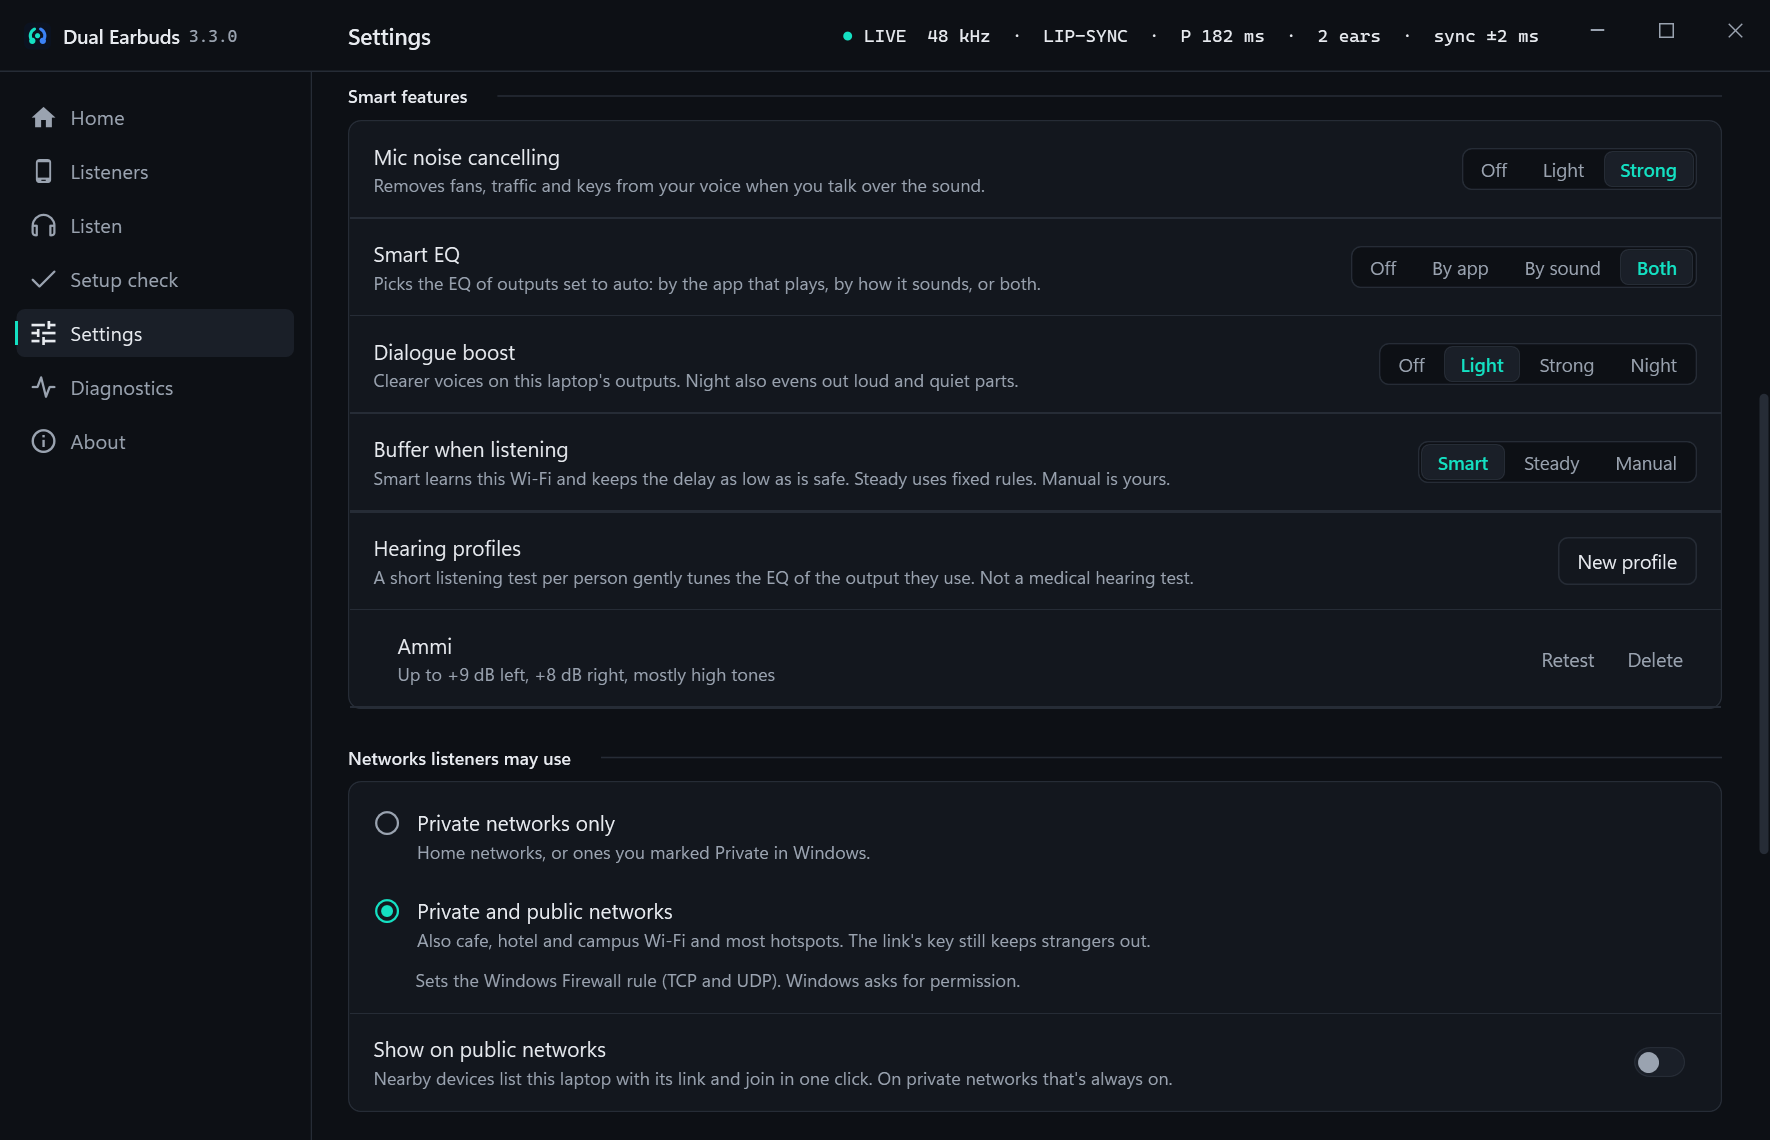 Dual Earbuds 3.3.0
Settings
LIVE 48 kHz · LIP-SYNC · P 182 ms · 2 ears · sync ±2 ms
Home
Listeners
Listen
Setup check
Settings
Diagnostics
About
Smart features
Mic noise cancelling
Removes fans, traffic and keys from your voice when you talk over the sound.
Off Light Strong
Smart EQ
Picks the EQ of outputs set to auto: by the app that plays, by how it sounds, or both.
Off By app By sound Both
Dialogue boost
Clearer voices on this laptop's outputs. Night also evens out loud and quiet parts.
Off Light Strong Night
Buffer when listening
Smart learns this Wi-Fi and keeps the delay as low as is safe. Steady uses fixed rules. Manual is yours.
Smart Steady Manual
Hearing profiles
A short listening test per person gently tunes the EQ of the output they use. Not a medical hearing test.
New profile
Ammi
Up to +9 dB left, +8 dB right, mostly high tones
Retest Delete
Networks listeners may use
Private networks only
Home networks, or ones you marked Private in Windows.
Private and public networks
Also cafe, hotel and campus Wi-Fi and most hotspots. The link's key still keeps strangers out.
Sets the Windows Firewall rule (TCP and UDP). Windows asks for permission.
Show on public networks
Nearby devices list this laptop with its link and join in one click. On private networks that's always on.